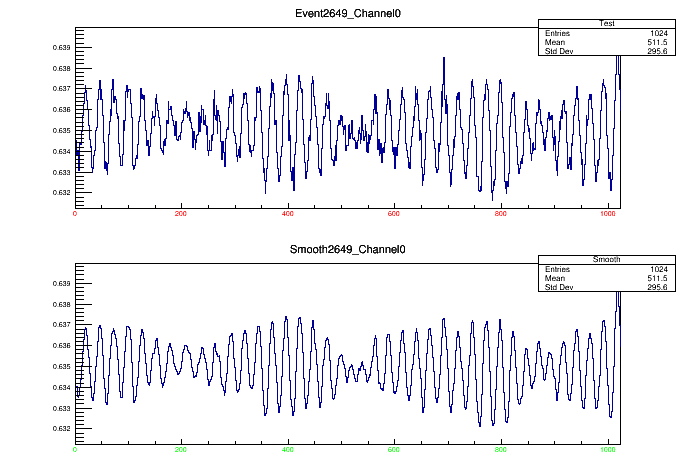 Event2649_Channel0
Test
Entries 1024
Mean 511.5
Std Dev 295.6
0.639
0.638
0.637
0.636
0.635
0.634
0.633
0.632
0 200 400 600 800 1000
Smooth2649_Channel0
Smooth
Entries 1024
Mean 511.5
Std Dev 295.6
0.639
0.638
0.637
0.636
0.635
0.634
0.633
0.632
0 200 400 600 800 1000